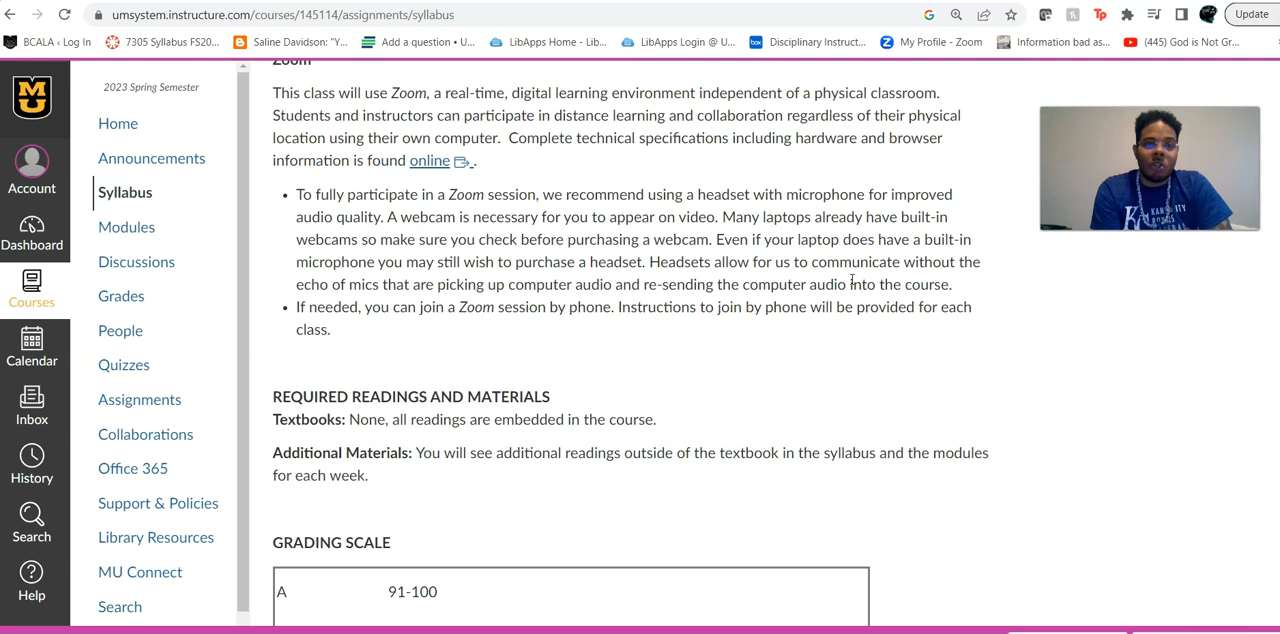 umsystem.instructure.com/courses/145114/assignments/syllabus
Update
BCALA ‹ Log In
7305 Syllabus FS20...
Saline Davidson: "Y...
Add a question • U...
LibApps Home - Lib...
LibApps Login @ U...
box
Disciplinary Instruct...
My Profile - Zoom
Information bad as...
(445) God is Not Gr...
MU
Account
Dashboard
Courses
Calendar
Inbox
History
Search
Help
2023 Spring Semester
Home
Announcements
Syllabus
Modules
Discussions
Grades
People
Quizzes
Assignments
Collaborations
Office 365
Support & Policies
Library Resources
MU Connect
Search
Zoom
This class will use Zoom, a real-time, digital learning environment independent of a physical classroom.
Students and instructors can participate in distance learning and collaboration regardless of their physical
location using their own computer. Complete technical specifications including hardware and browser
information is found online .
• To fully participate in a Zoom session, we recommend using a headset with microphone for improved
audio quality. A webcam is necessary for you to appear on video. Many laptops already have built-in
webcams so make sure you check before purchasing a webcam. Even if your laptop does have a built-in
microphone you may still wish to purchase a headset. Headsets allow for us to communicate without the
echo of mics that are picking up computer audio and re-sending the computer audio into the course.
• If needed, you can join a Zoom session by phone. Instructions to join by phone will be provided for each
class.
REQUIRED READINGS AND MATERIALS
Textbooks: None, all readings are embedded in the course.
Additional Materials: You will see additional readings outside of the textbook in the syllabus and the modules
for each week.
GRADING SCALE
A 91-100